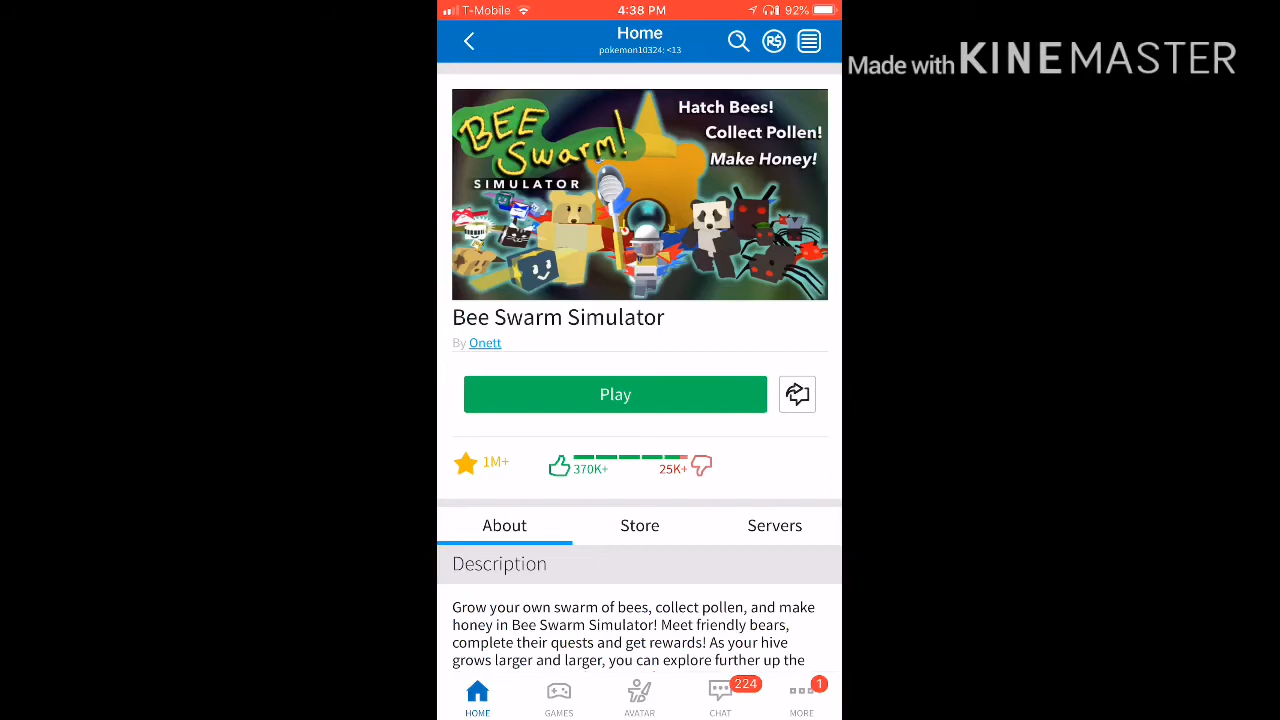 T-Mobile 4:38 PM 92%
Home
pokemon10324: <13
R$
Made with KINEMASTER
BEE
Swarm!
SIMULATOR
Hatch Bees!
Collect Pollen!
Make Honey!
Bee Swarm Simulator
By Onett
Play
1M+ 370K+ 25K+
About Store Servers
Description
Grow your own swarm of bees, collect pollen, and make
honey in Bee Swarm Simulator! Meet friendly bears,
complete their quests and get rewards! As your hive
grows larger and larger, you can explore further up the
224 1
HOME GAMES AVATAR CHAT MORE